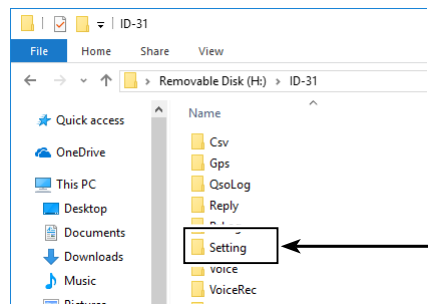 ID-31
File Home Share View
Removable Disk (H:) > ID-31
Name
Quick access
OneDrive
This PC
Desktop
Documents
Downloads
Music
Pictures
Csv
Gps
QsoLog
Reply
Setting
Voice
VoiceRec